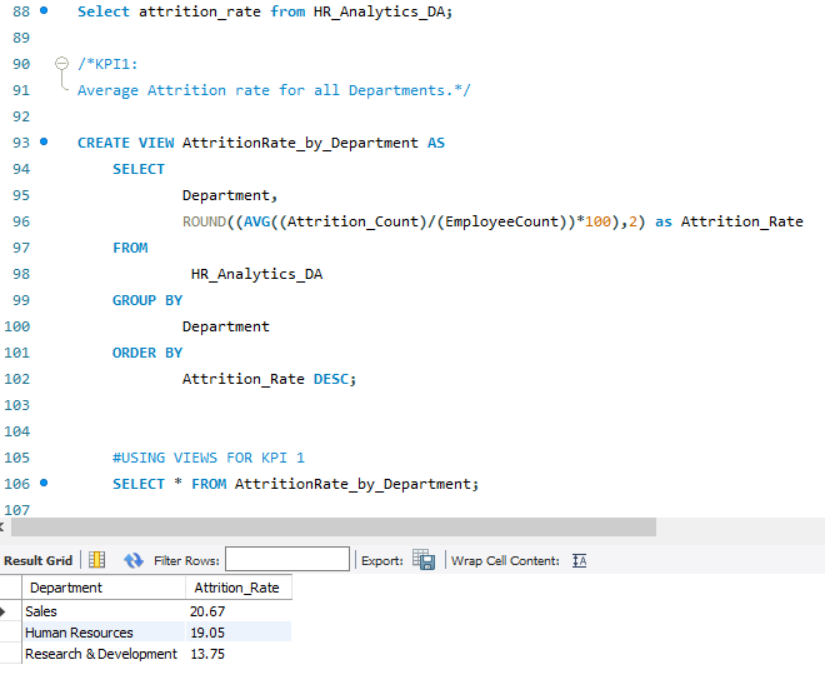 88 Select attrition_rate from HR_Analytics_DA;
89
90 /*KPI1:
91 Average Attrition rate for all Departments.*/
92
93 CREATE VIEW AttritionRate_by_Department AS
94 SELECT
95 Department,
96 ROUND((AVG((Attrition_Count)/(EmployeeCount))*100),2) as Attrition_Rate
97 FROM
98 HR_Analytics_DA
99 GROUP BY
100 Department
101 ORDER BY
102 Attrition_Rate DESC;
103
104
105 #USING VIEWS FOR KPI 1
106 SELECT * FROM AttritionRate_by_Department;
107
Result Grid Filter Rows: Export: Wrap Cell Content:
Department Attrition_Rate
Sales 20.67
Human Resources 19.05
Research & Development 13.75